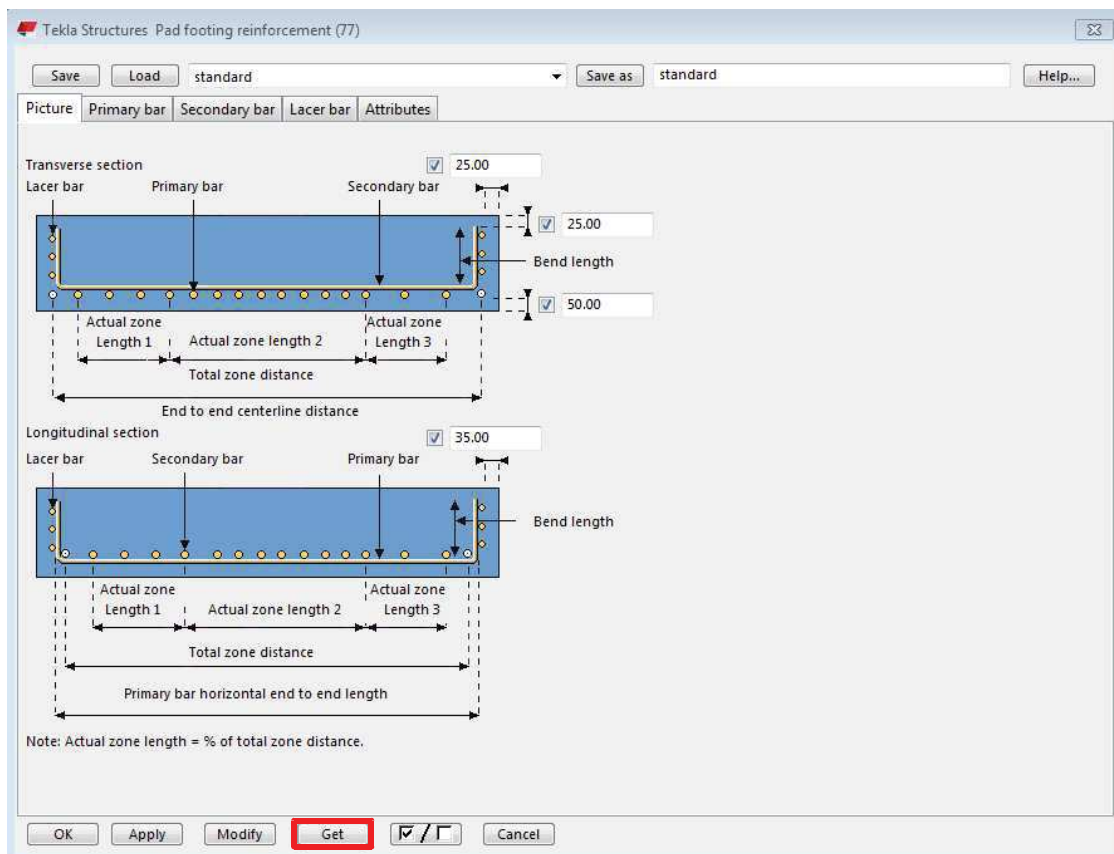 Tekla Structures Pad footing reinforcement (77)
Save Load standard Save as standard Help...
Picture Primary bar Secondary bar Lacer bar Attributes
Transverse section 25.00
Lacer bar Primary bar Secondary bar
25.00
Bend length
50.00
Actual zone Actual zone
Length 1 Actual zone length 2 Length 3
Total zone distance
End to end centerline distance
Longitudinal section 35.00
Lacer bar Secondary bar Primary bar
Bend length
Actual zone Actual zone
Length 1 Actual zone length 2 Length 3
Total zone distance
Primary bar horizontal end to end length
Note: Actual zone length = % of total zone distance.
OK Apply Modify Get / Cancel